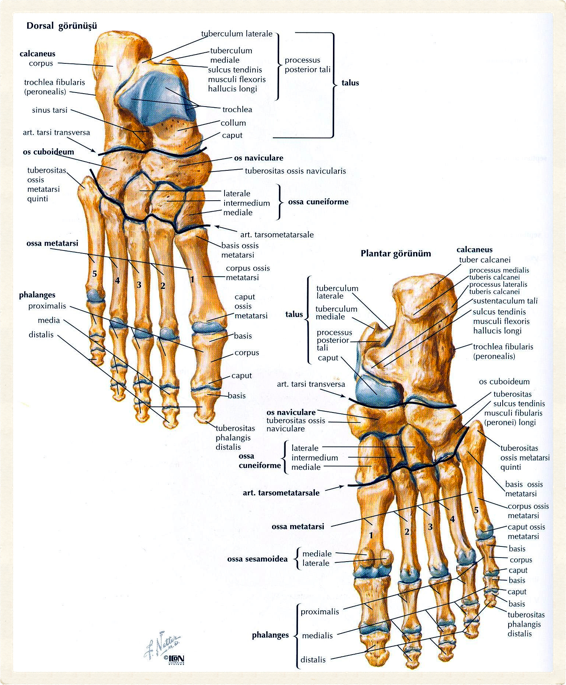 Dorsal görünüşü
tuberculum laterale
tuberculum
mediale
sulcus tendinis
musculi flexoris
hallucis longi
processus
posterior tali
talus
trochlea
collum
caput
calcaneus
corpus
trochlea fibularis
(peronealis)
sinus tarsi
art. tarsi transversa
os cuboideum
tuberositas
ossis
metatarsi
quinti
os naviculare
tuberositas ossis navicularis
laterale
intermedium
mediale
ossa cuneiforme
art. tarsometatarsale
basis ossis
metatarsi
ossa metatarsi
corpus ossis
metatarsi
5
4
3
2
1
phalanges
proximalis
media
distalis
caput
ossis
metatarsi
basis
corpus
caput
basis
tuberositas
phalangis
distalis
Plantar görünüm
calcaneus
tuber calcanei
processus medialis
tuberis calcanei
processus lateralis
tuberis calcanei
sustentaculum tali
sulcus tendinis
musculi flexoris
hallucis longi
trochlea fibularis
(peronealis)
talus
tuberculum
laterale
tuberculum
mediale
processus
posterior
tali
caput
art. tarsi transversa
os cuboideum
tuberositas
sulcus tendinis
musculi fibularis
(peronei) longi
os naviculare
tuberositas ossis
naviculare
tuberositas
ossis metatarsi
quinti
ossa
cuneiforme
laterale
intermedium
mediale
art. tarsometatarsale
basis ossis
metatarsi
corpus ossis
metatarsi
ossa metatarsi
1
2
3
4
5
caput ossis
metatarsi
ossa sesamoidea
mediale
laterale
basis
corpus
caput
basis
caput
basis
tuberositas
phalangis
distalis
phalanges
proximalis
medialis
distalis
F. Netter
M.D.
©ICON